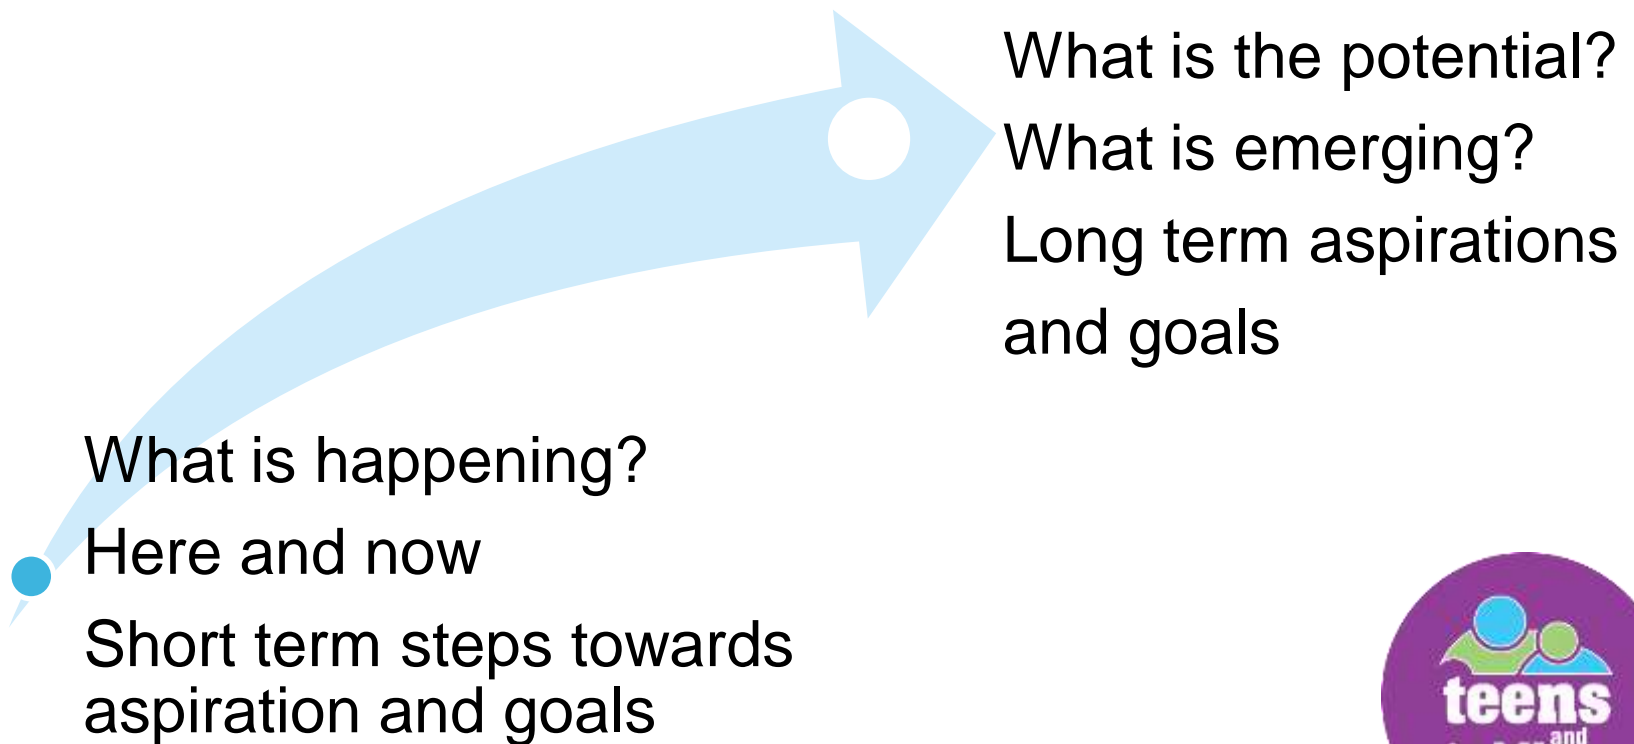 What is the potential?
What is emerging?
Long term aspirations
and goals
What is happening?
Here and now
Short term steps towards
aspiration and goals
teens
and